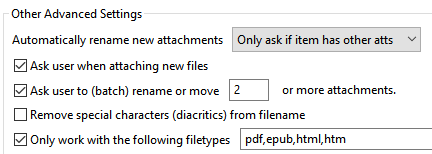 Other Advanced Settings
Automatically rename new attachments Only ask if item has other atts
Ask user when attaching new files
Ask user to (batch) rename or move 2 or more attachments.
Remove special characters (diacritics) from filename
Only work with the following filetypes pdf,epub,html,htm